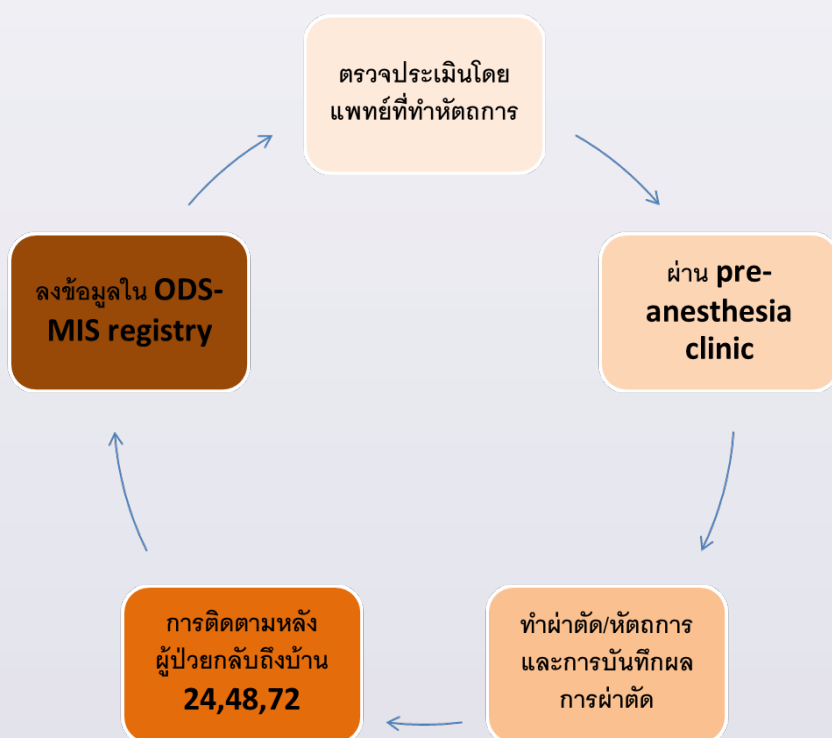 ตรวจประเมินโดย
แพทย์ที่ทำหัตถการ
ผ่าน pre-
anesthesia
clinic
ทำผ่าตัด/หัตถการ
และการบันทึกผล
การผ่าตัด
การติดตามหลัง
ผู้ป่วยกลับถึงบ้าน
24,48,72
ลงข้อมูลใน ODS-
MIS registry